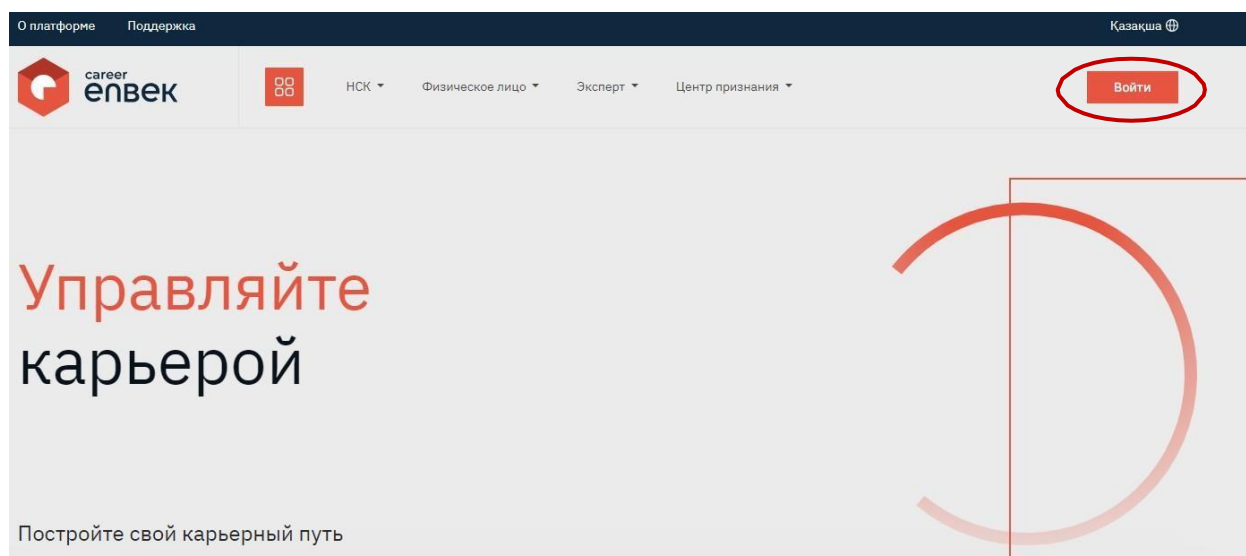 О платформе Поддержка Қазақша
career
enbek НСК Физическое лицо Эксперт Центр признания Войти
Управляйте
карьерой
Постройте свой карьерный путь